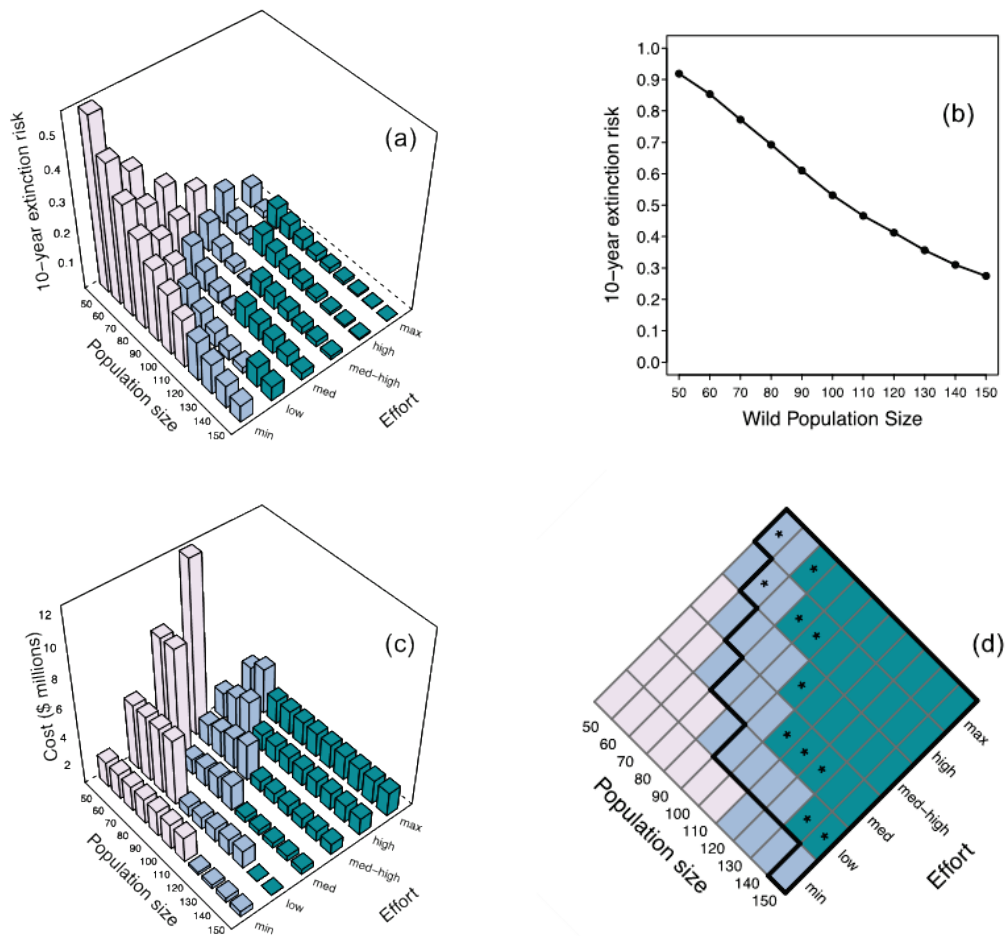 (a)
10−year extinction risk
0.5
0.4
0.3
0.2
0.1
50
60
70
80
90
100
110
120
130
140
150
Population size
min
low
med
med−high
high
max
Effort
(b)
10−year extinction risk
1.0
0.9
0.8
0.7
0.6
0.5
0.4
0.3
0.2
0.1
0.0
50 60 70 80 90 100 110 120 130 140 150
Wild Population Size
(c)
Cost ($ millions)
12
10
8
6
4
2
50
60
70
80
90
100
110
120
130
140
150
Population size
min
low
med
med−high
high
max
Effort
(d)
* * * * * * * * * * * *
50
60
70
80
90
100
110
120
130
140
150
Population size
min
low
med
med−high
high
max
Effort